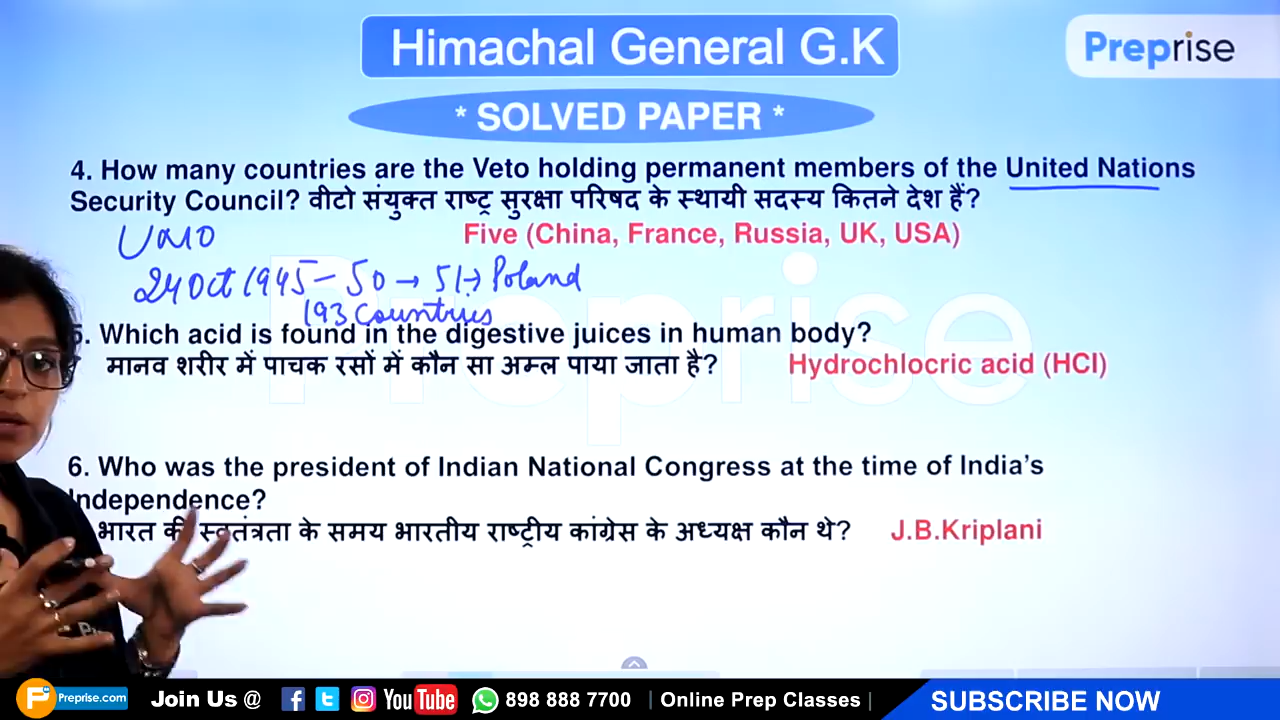 Himachal General G.K
Preprise
* SOLVED PAPER *
4. How many countries are the Veto holding permanent members of the United Nations
Security Council? वीटो संयुक्त राष्ट्र सुरक्षा परिषद के स्थायी सदस्य कितने देश हैं?
UNO
Five (China, France, Russia, UK, USA)
24 Oct 1945 – 50 → 51 → Poland
193 Countries
5. Which acid is found in the digestive juices in human body?
मानव शरीर में पाचक रसों में कौन सा अम्ल पाया जाता है?
Hydrochlocric acid (HCl)
Preprise
6. Who was the president of Indian National Congress at the time of India's
Independence?
भारत की स्वतंत्रता के समय भारतीय राष्ट्रीय कांग्रेस के अध्यक्ष कौन थे?
J.B.Kriplani
Preprise.com
Join Us @
YouTube
898 888 7700
Online Prep Classes
SUBSCRIBE NOW